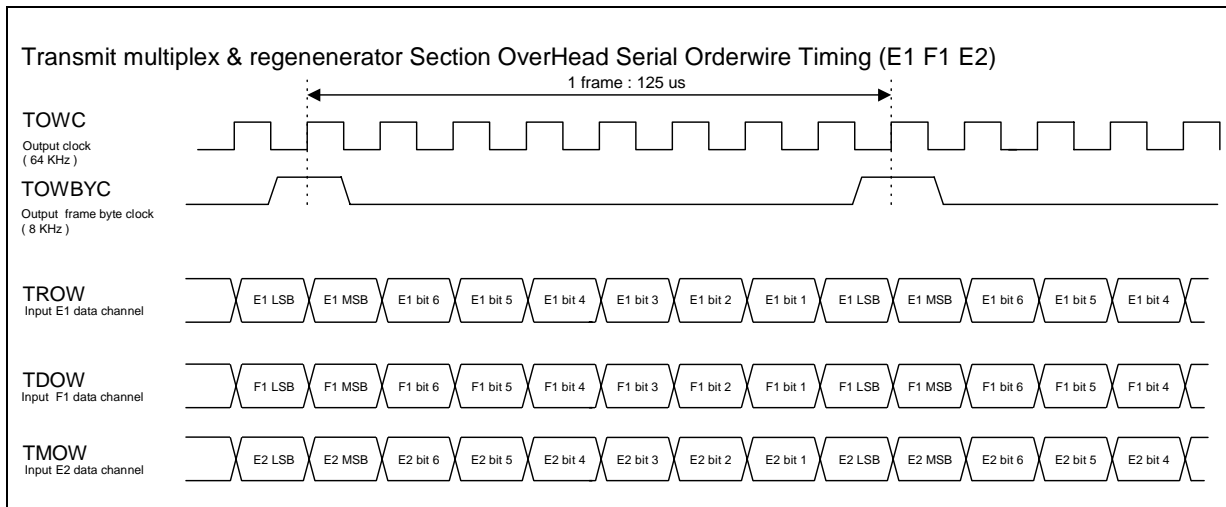 Transmit multiplex & regenenerator Section OverHead Serial Orderwire Timing (E1 F1 E2)
1 frame : 125 us
TOWC
Output clock
( 64 KHz )
TOWBYC
Output frame byte clock
( 8 KHz )
TROW
Input E1 data channel
E1 LSB E1 MSB E1 bit 6 E1 bit 5 E1 bit 4 E1 bit 3 E1 bit 2 E1 bit 1 E1 LSB E1 MSB E1 bit 6 E1 bit 5 E1 bit 4
TDOW
Input F1 data channel
F1 LSB F1 MSB F1 bit 6 F1 bit 5 F1 bit 4 F1 bit 3 F1 bit 2 F1 bit 1 F1 LSB F1 MSB F1 bit 6 F1 bit 5 F1 bit 4
TMOW
Input E2 data channel
E2 LSB E2 MSB E2 bit 6 E2 bit 5 E2 bit 4 E2 bit 3 E2 bit 2 E2 bit 1 E2 LSB E2 MSB E2 bit 6 E2 bit 5 E2 bit 4